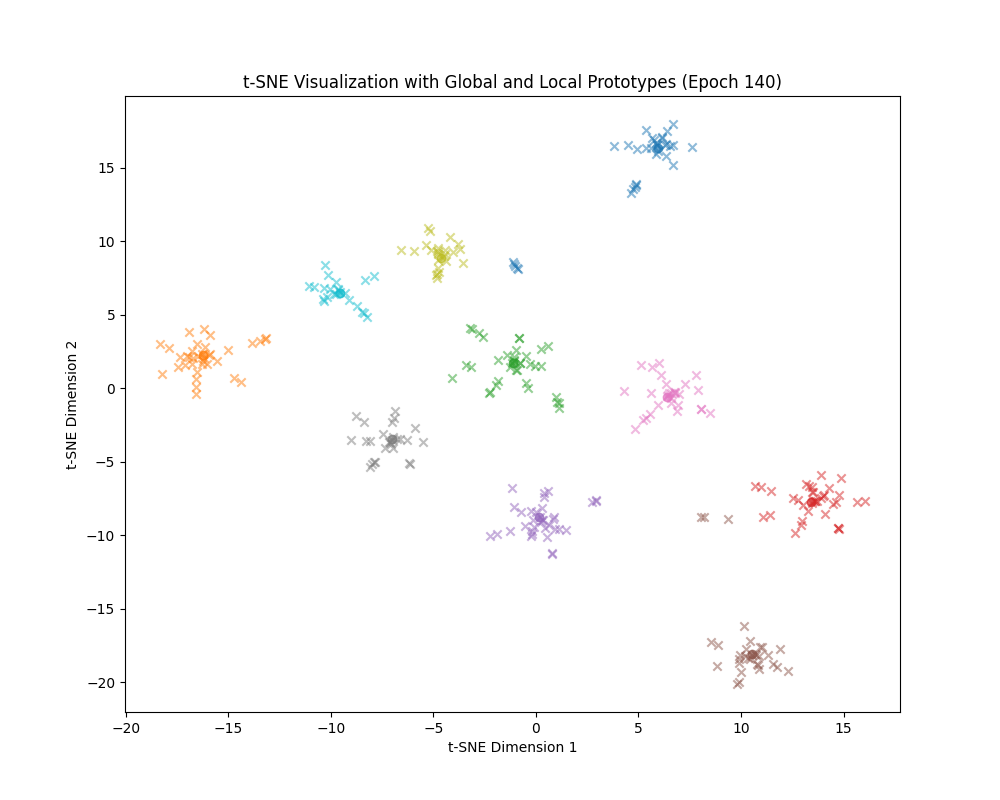 t-SNE Visualization with Global and Local Prototypes (Epoch 140)
15
10
5
0
−5
−10
−15
−20
t-SNE Dimension 2
−20 −15 −10 −5 0 5 10 15
t-SNE Dimension 1